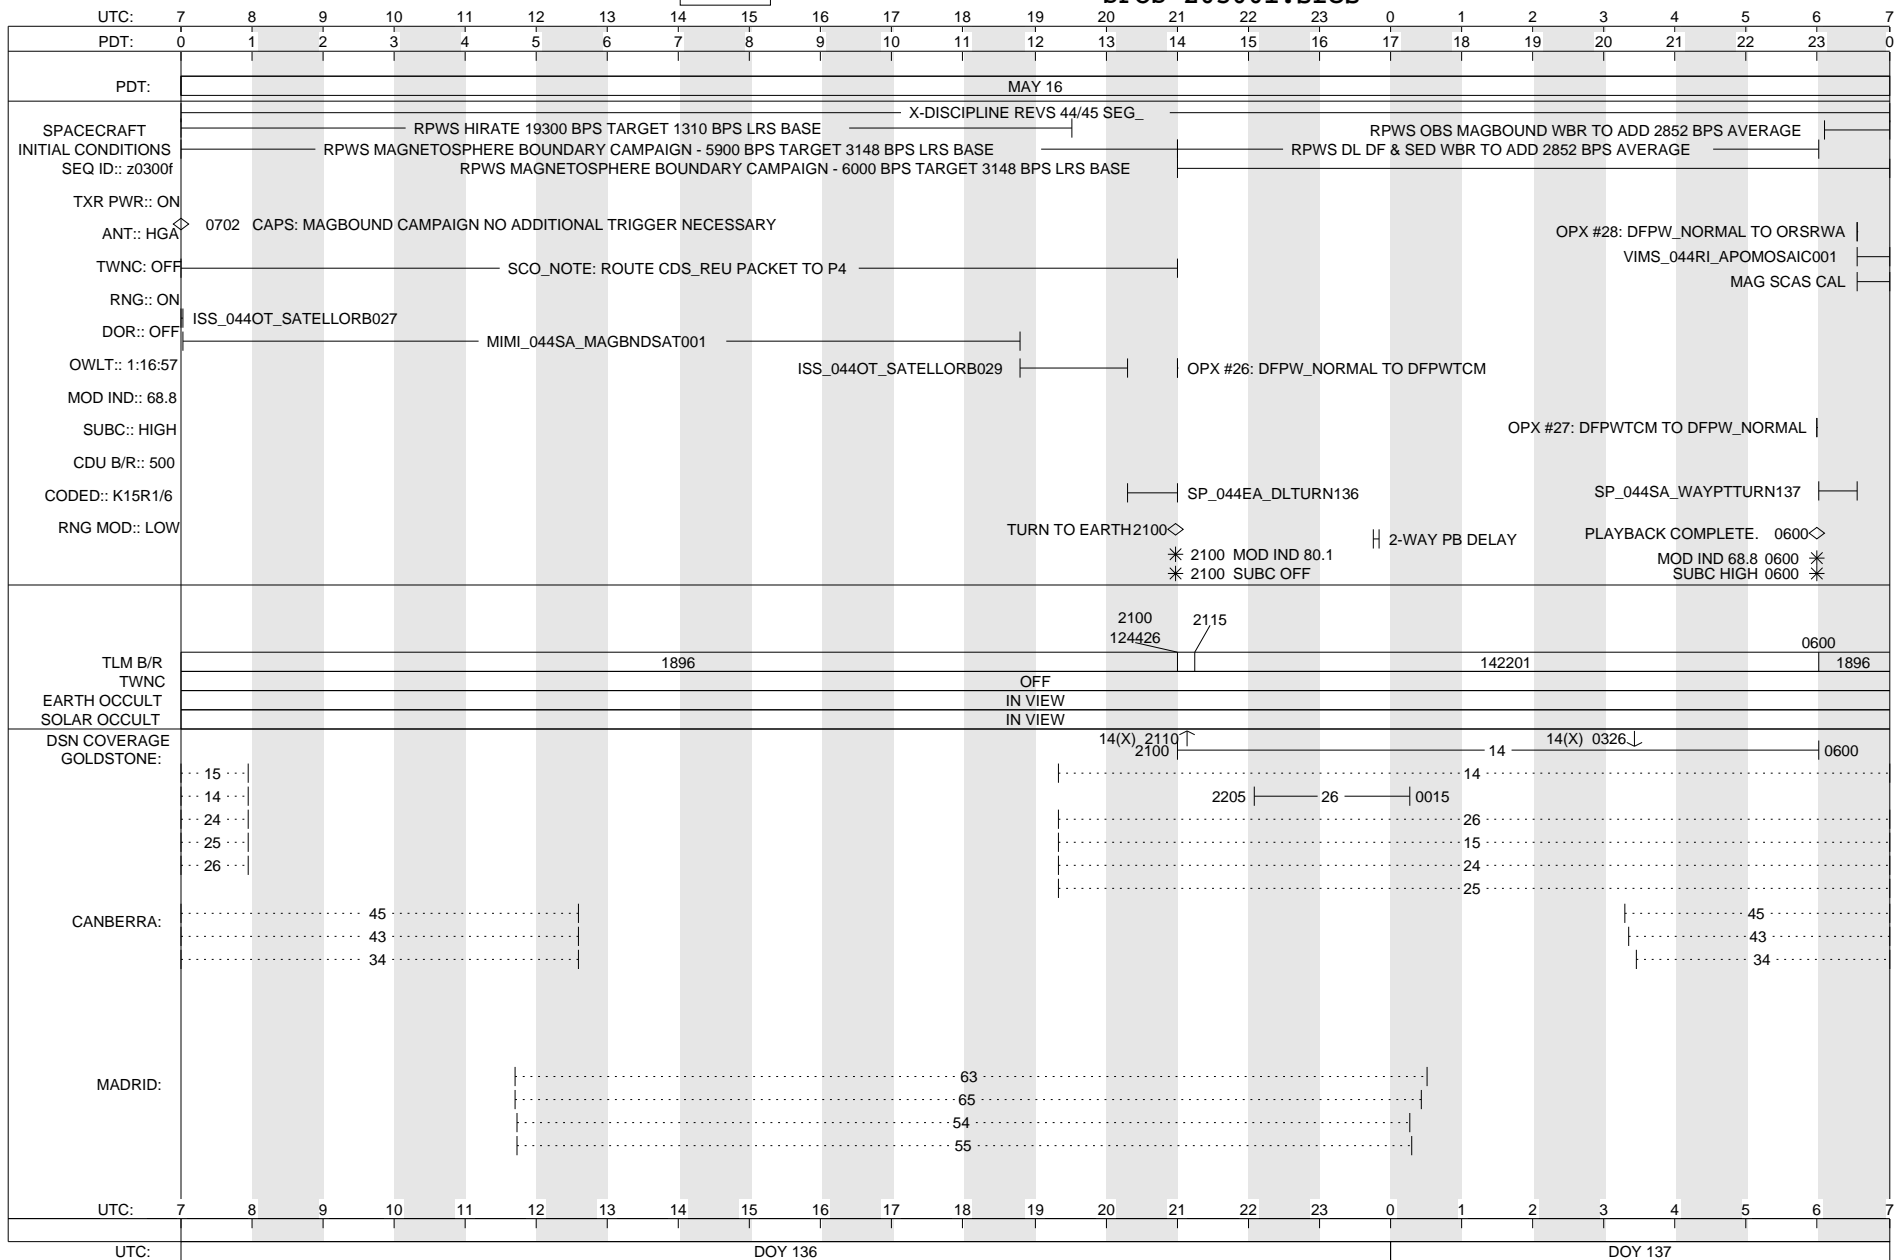 UTC: 7 8 9 10 11 12 13 14 15 16 17 18 19 20 21 22 23 0 1 2 3 4 5 6 7
PDT: 0 1 2 3 4 5 6 7 8 9 10 11 12 13 14 15 16 17 18 19 20 21 22 23 0
PDT: MAY 16
X-DISCIPLINE REVS 44/45 SEG_
SPACECRAFT RPWS HIRATE 19300 BPS TARGET 1310 BPS LRS BASE RPWS OBS MAGBOUND WBR TO ADD 2852 BPS AVERAGE
INITIAL CONDITIONS RPWS MAGNETOSPHERE BOUNDARY CAMPAIGN - 5900 BPS TARGET 3148 BPS LRS BASE RPWS DL DF & SED WBR TO ADD 2852 BPS AVERAGE
SEQ ID:: z0300f RPWS MAGNETOSPHERE BOUNDARY CAMPAIGN - 6000 BPS TARGET 3148 BPS LRS BASE
TXR PWR:: ON
0702 CAPS: MAGBOUND CAMPAIGN NO ADDITIONAL TRIGGER NECESSARY
ANT:: HGA OPX #28: DFPW_NORMAL TO ORSRWA
VIMS_044RI_APOMOSAIC001
TWNC: OFF SCO_NOTE: ROUTE CDS_REU PACKET TO P4
MAG SCAS CAL
RNG:: ON
ISS_044OT_SATELLORB027
DOR:: OFF
MIMI_044SA_MAGBNDSAT001
OWLT:: 1:16:57 ISS_044OT_SATELLORB029 OPX #26: DFPW_NORMAL TO DFPWTCM
MOD IND:: 68.8
SUBC:: HIGH OPX #27: DFPWTCM TO DFPW_NORMAL
CDU B/R:: 500
CODED:: K15R1/6 SP_044EA_DLTURN136 SP_044SA_WAYPTTURN137
RNG MOD:: LOW TURN TO EARTH 2100 2-WAY PB DELAY PLAYBACK COMPLETE. 0600
2100 MOD IND 80.1 MOD IND 68.8 0600
2100 SUBC OFF SUBC HIGH 0600
2100 2115
124426 0600
TLM B/R 1896 142201 1896
TWNC OFF
EARTH OCCULT IN VIEW
SOLAR OCCULT IN VIEW
DSN COVERAGE 14(X) 2110 14(X) 0326
GOLDSTONE: 2100 14 0600
15 14
14 2205 26 0015
24 26
25 15
26 24
25
CANBERRA: 45 45
43 43
34 34
MADRID: 63
65
54
55
UTC: 7 8 9 10 11 12 13 14 15 16 17 18 19 20 21 22 23 0 1 2 3 4 5 6 7
UTC: DOY 136 DOY 137